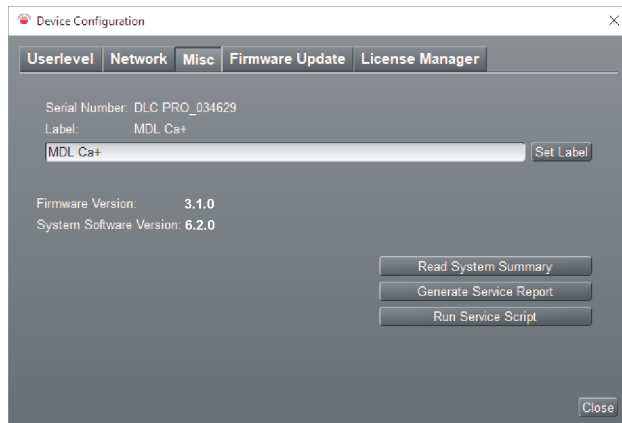 Device Configuration
Userlevel Network Misc Firmware Update License Manager
Serial Number: DLC PRO_034629
Label: MDL Ca+
MDL Ca+ Set Label
Firmware Version: 3.1.0
System Software Version: 6.2.0
Read System Summary
Generate Service Report
Run Service Script
Close